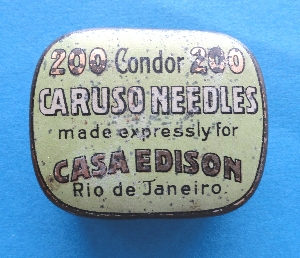 200 Condor 200
CARUSO NEEDLES
made expressly for
CASA EDISON
Rio de Janeiro